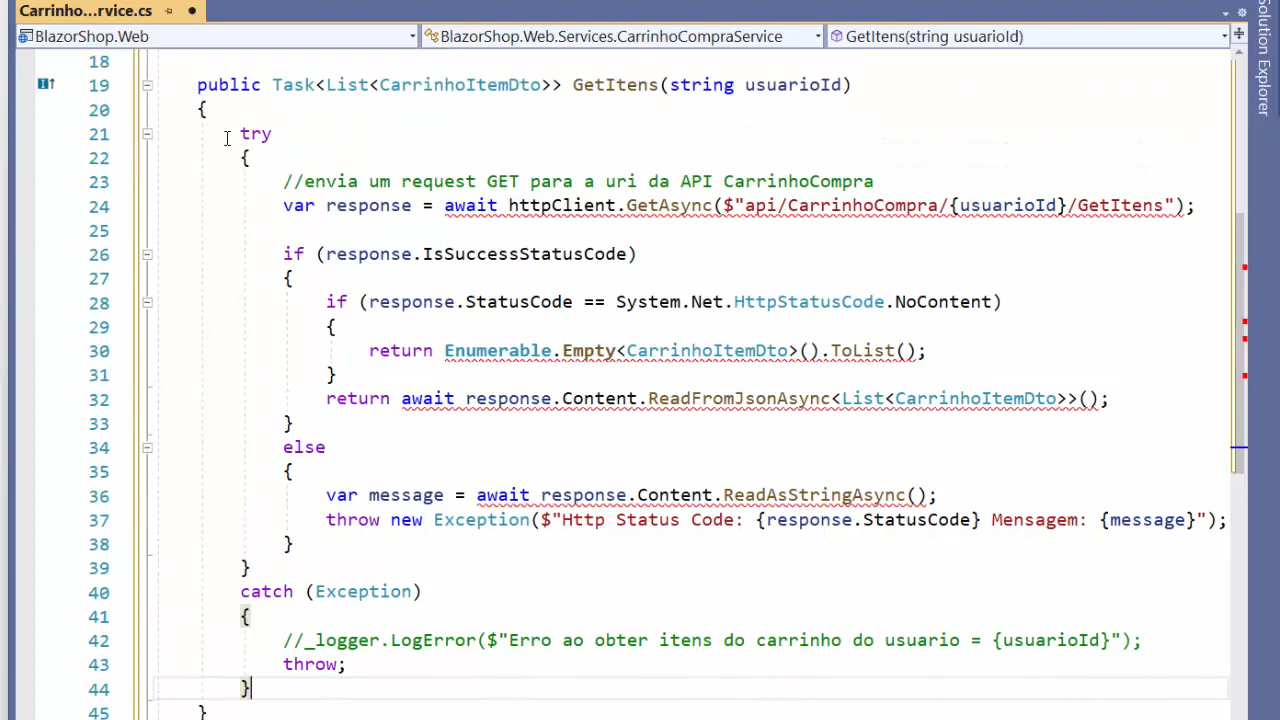 Carrinho...rvice.cs
BlazorShop.Web
BlazorShop.Web.Services.CarrinhoCompraService
GetItens(string usuarioId)
Solution Explorer
18
19 public Task<List<CarrinhoItemDto>> GetItens(string usuarioId)
20 {
21 try
22 {
23 //envia um request GET para a uri da API CarrinhoCompra
24 var response = await httpClient.GetAsync($"api/CarrinhoCompra/{usuarioId}/GetItens");
25
26 if (response.IsSuccessStatusCode)
27 {
28 if (response.StatusCode == System.Net.HttpStatusCode.NoContent)
29 {
30 return Enumerable.Empty<CarrinhoItemDto>().ToList();
31 }
32 return await response.Content.ReadFromJsonAsync<List<CarrinhoItemDto>>();
33 }
34 else
35 {
36 var message = await response.Content.ReadAsStringAsync();
37 throw new Exception($"Http Status Code: {response.StatusCode} Mensagem: {message}");
38 }
39 }
40 catch (Exception)
41 {
42 //_logger.LogError($"Erro ao obter itens do carrinho do usuario = {usuarioId}");
43 throw;
44 }
45 }